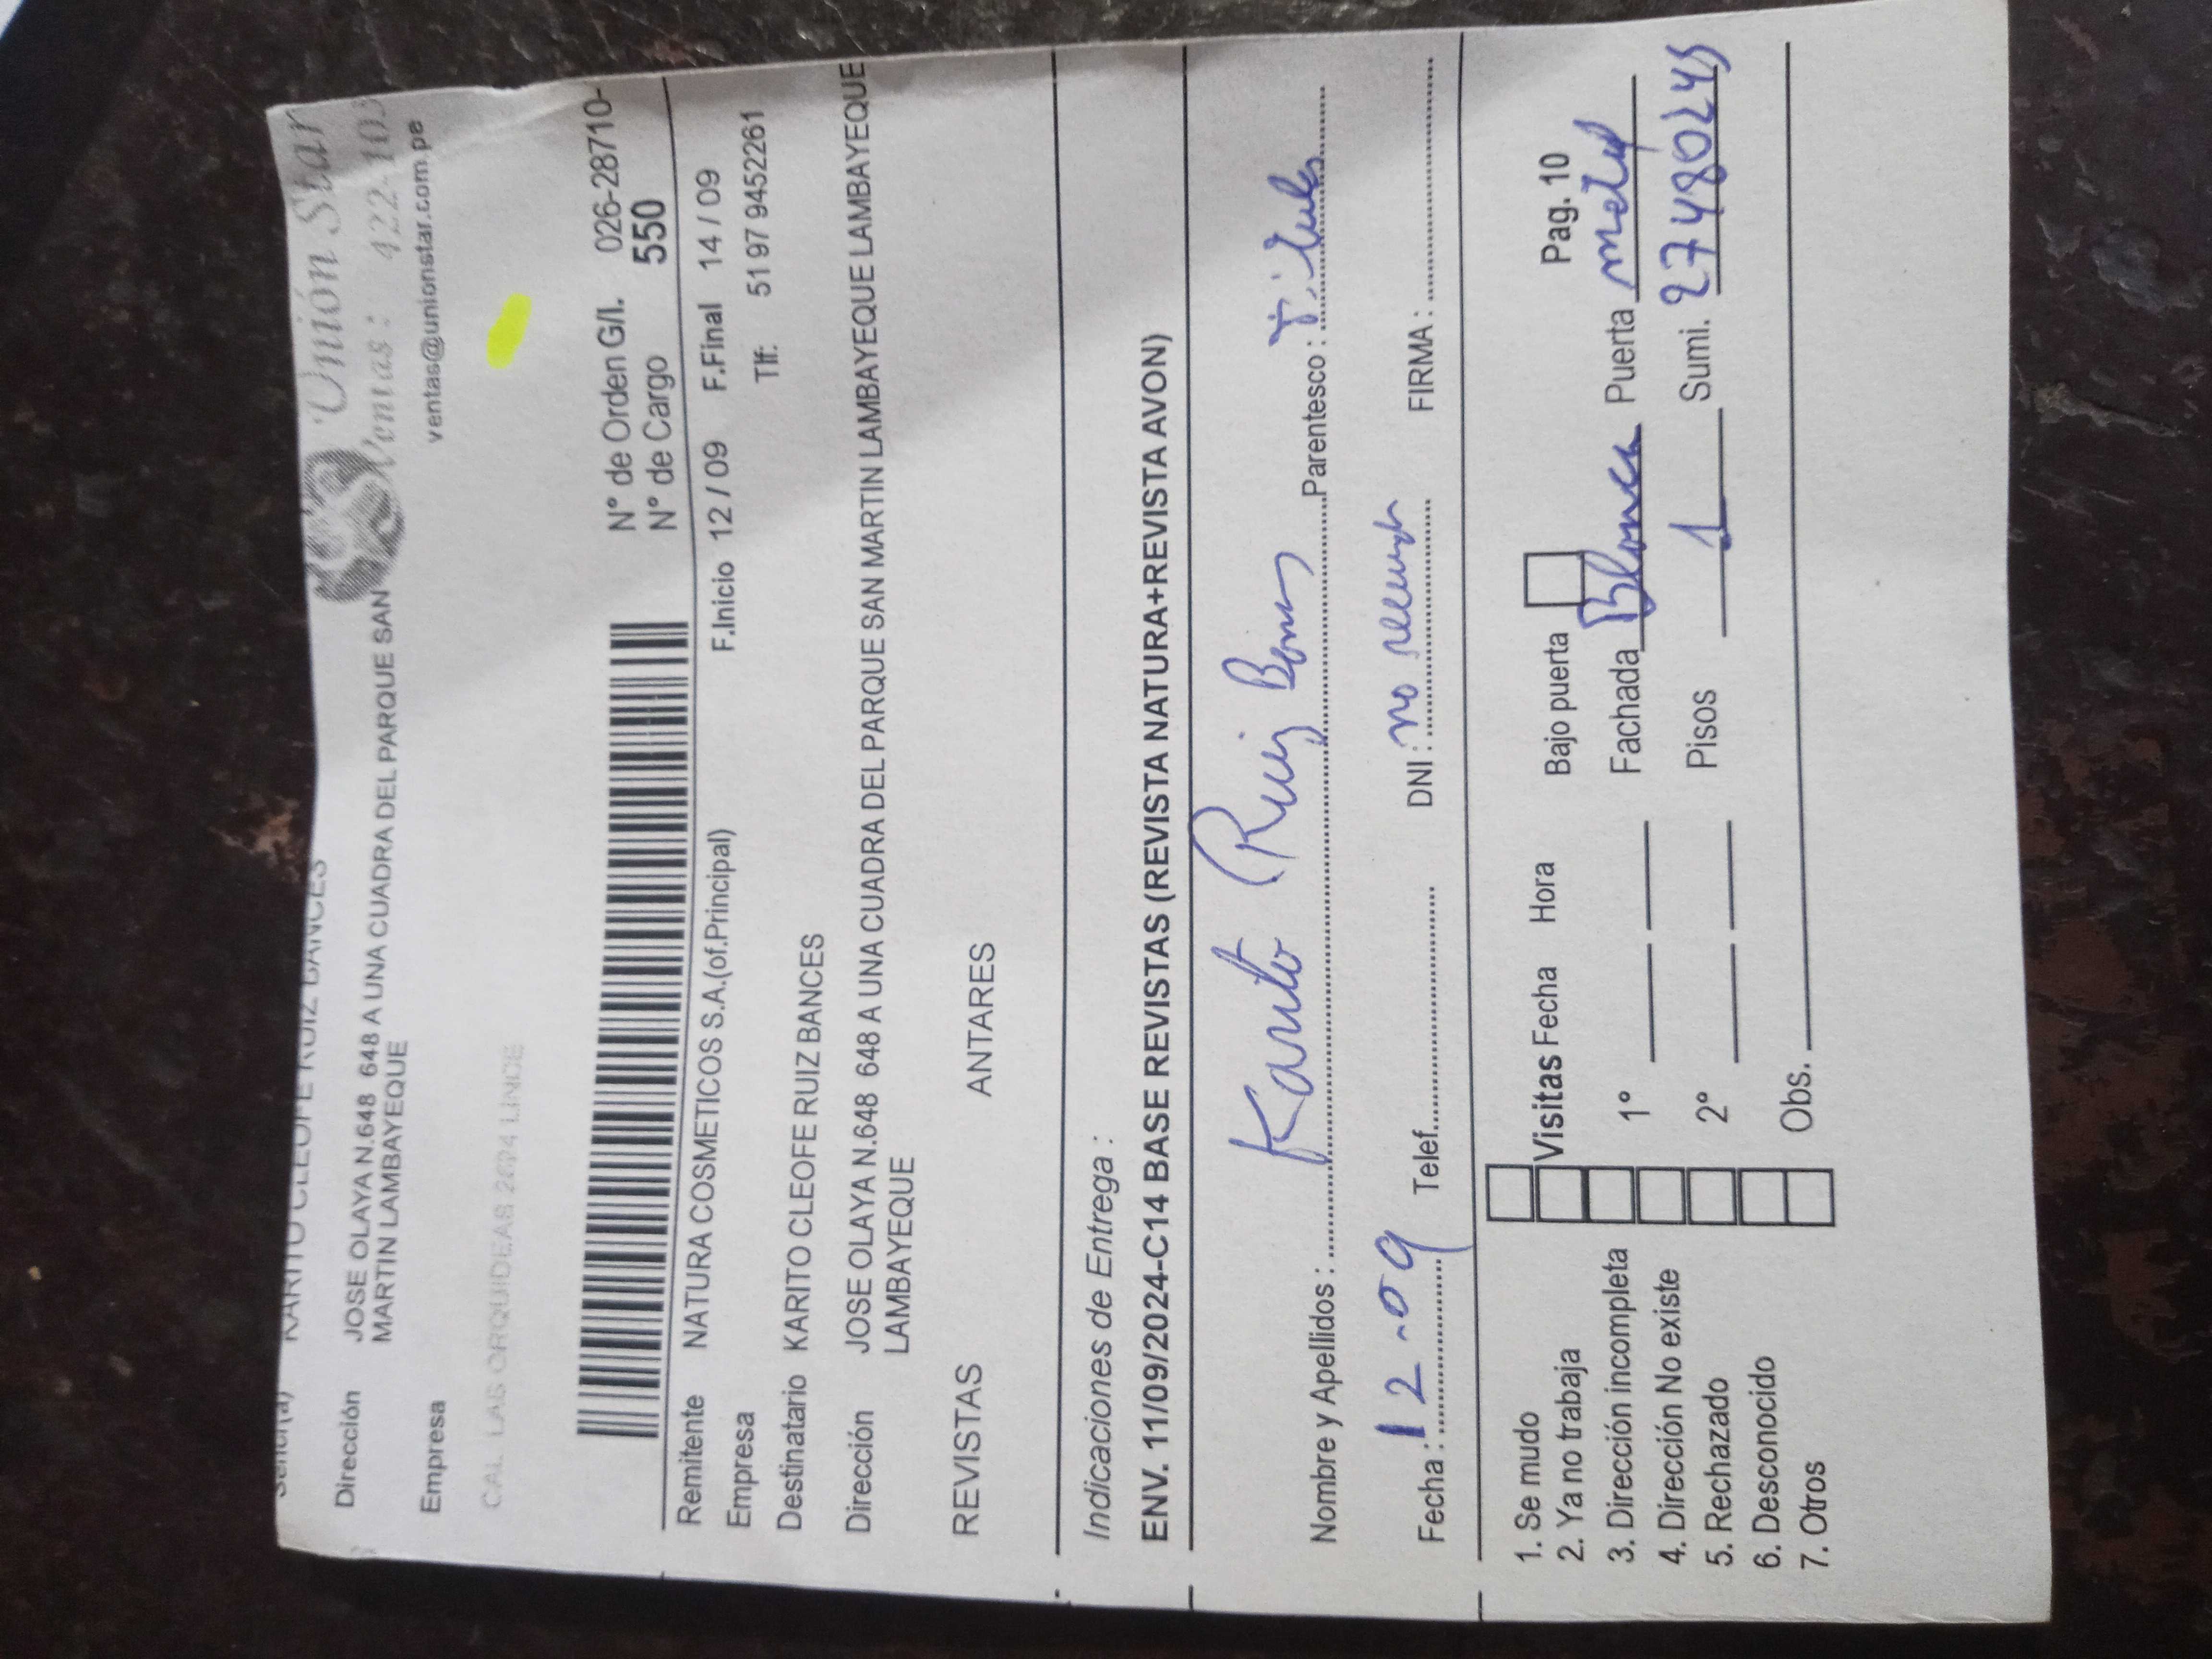 Señor(a) KARITO CLEOFE RUIZ BANCES
Unión Star
Ventas: 422-103
Dirección JOSE OLAYA N.648 648 A UNA CUADRA DEL PARQUE SAN
MARTIN LAMBAYEQUE
ventas@unionstar.com.pe
Empresa
CAL LAS ORQUIDEAS 2604 LINCE
N° de Orden G/I. 026-28710-
N° de Cargo 550
Remitente NATURA COSMETICOS S.A.(of.Principal)
F.Inicio 12 / 09 F.Final 14 / 09
Empresa
Tlf: 51 97 9452261
Destinatario KARITO CLEOFE RUIZ BANCES
Dirección JOSE OLAYA N.648 648 A UNA CUADRA DEL PARQUE SAN MARTIN LAMBAYEQUE LAMBAYEQUE LAMBAYEQUE
LAMBAYEQUE
REVISTAS ANTARES
Indicaciones de Entrega :
ENV. 11/09/2024-C14 BASE REVISTAS (REVISTA NATURA+REVISTA AVON)
Nombre y Apellidos : Karito Ruiz Parentesco :
Fecha : 12-09 Telef. DNI : no FIRMA :
1. Se mudo
2. Ya no trabaja
3. Dirección incompleta
4. Dirección No existe
5. Rechazado
6. Desconocido
7. Otros
Visitas Fecha Hora Bajo puerta Pag. 10
1° Fachada Blanca Puerta metal
2° Pisos 1 Sumi. 27480245
Obs.